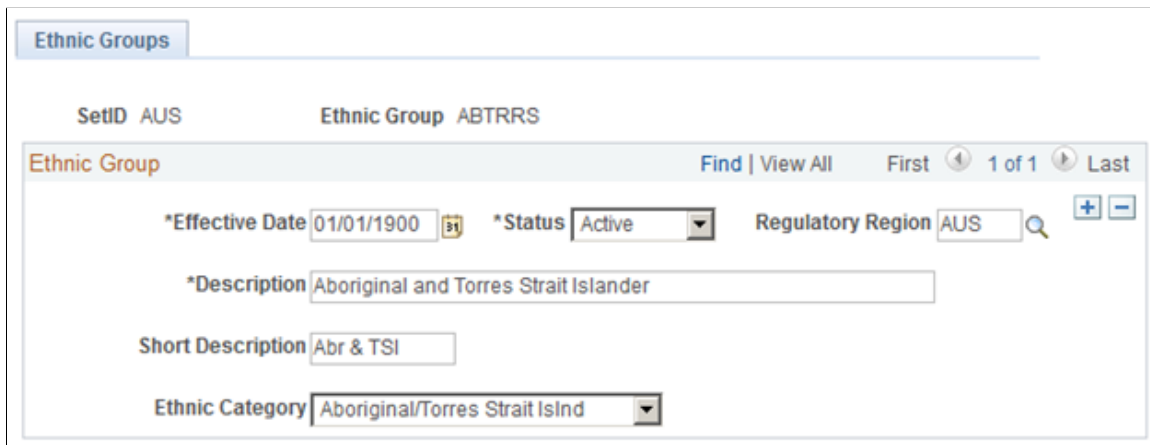 Ethnic Groups
SetID AUS Ethnic Group ABTRRS
Ethnic Group Find | View All First 1 of 1 Last
*Effective Date 01/01/1900 31 *Status Active Regulatory Region AUS
*Description Aboriginal and Torres Strait Islander
Short Description Abr & TSI
Ethnic Category Aboriginal/Torres Strait Islnd